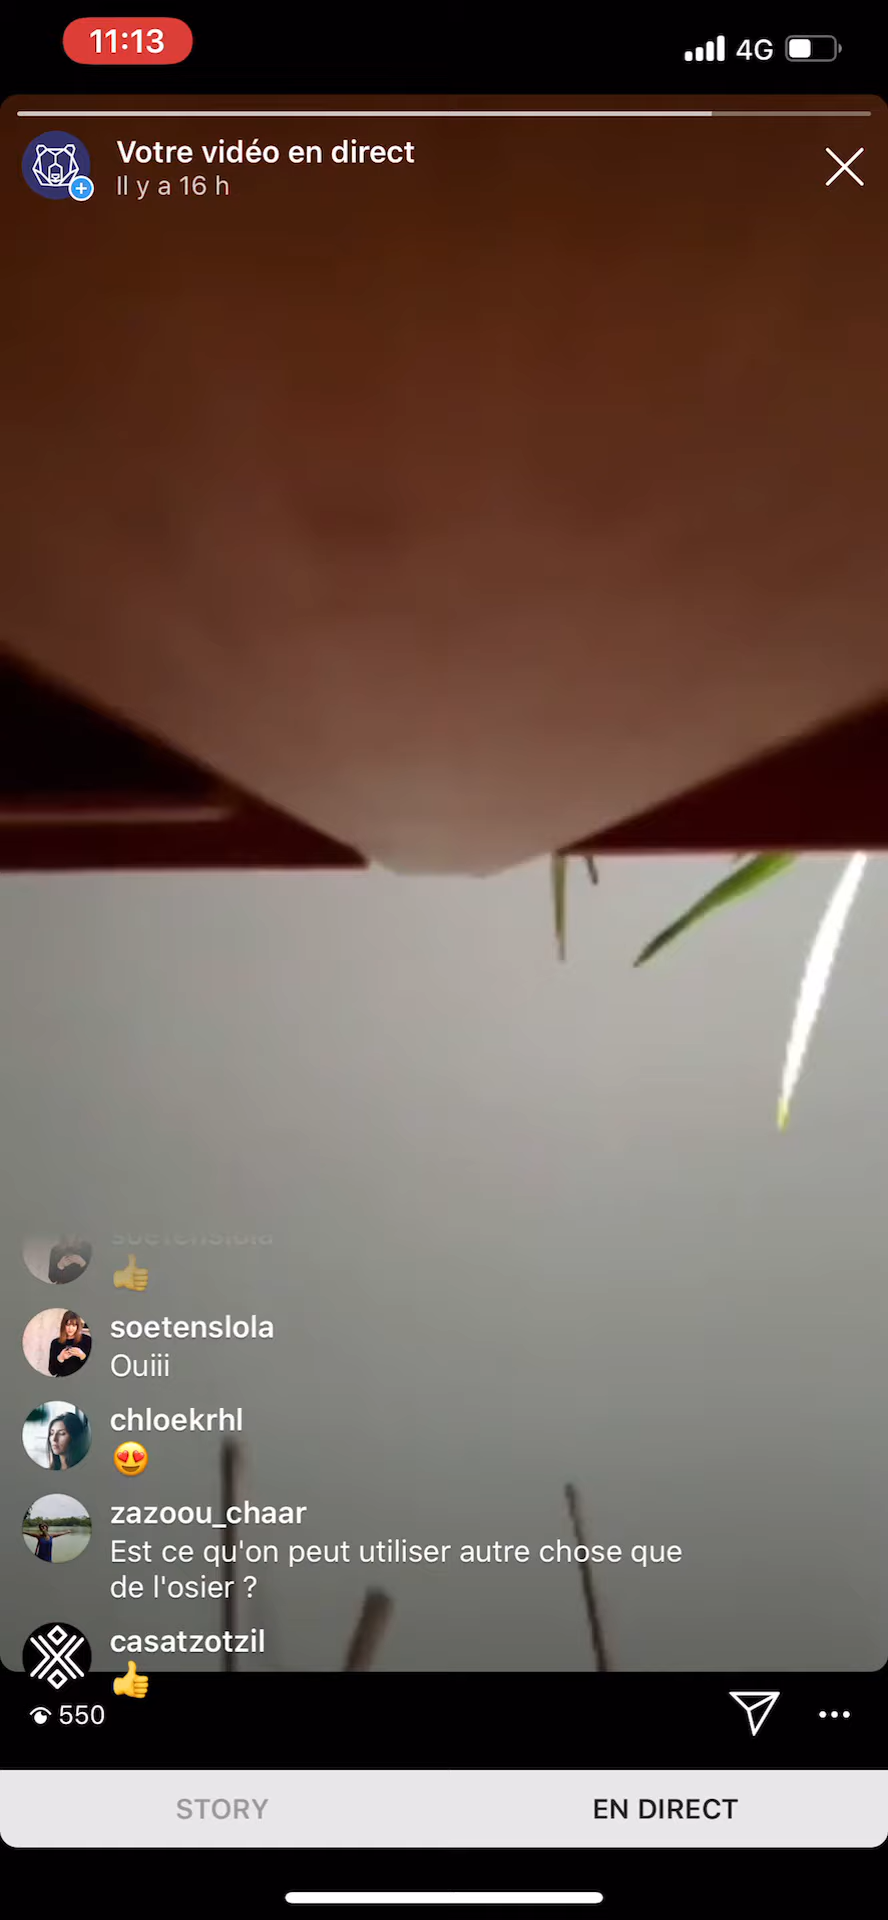 11:13
4G
Votre vidéo en direct
Il y a 16 h
soetenslola
👍
soetenslola
Ouiii
chloekrhl
😍
zazoou_chaar
Est ce qu'on peut utiliser autre chose que
de l'osier ?
casatzotzil
👍
550
STORY
EN DIRECT